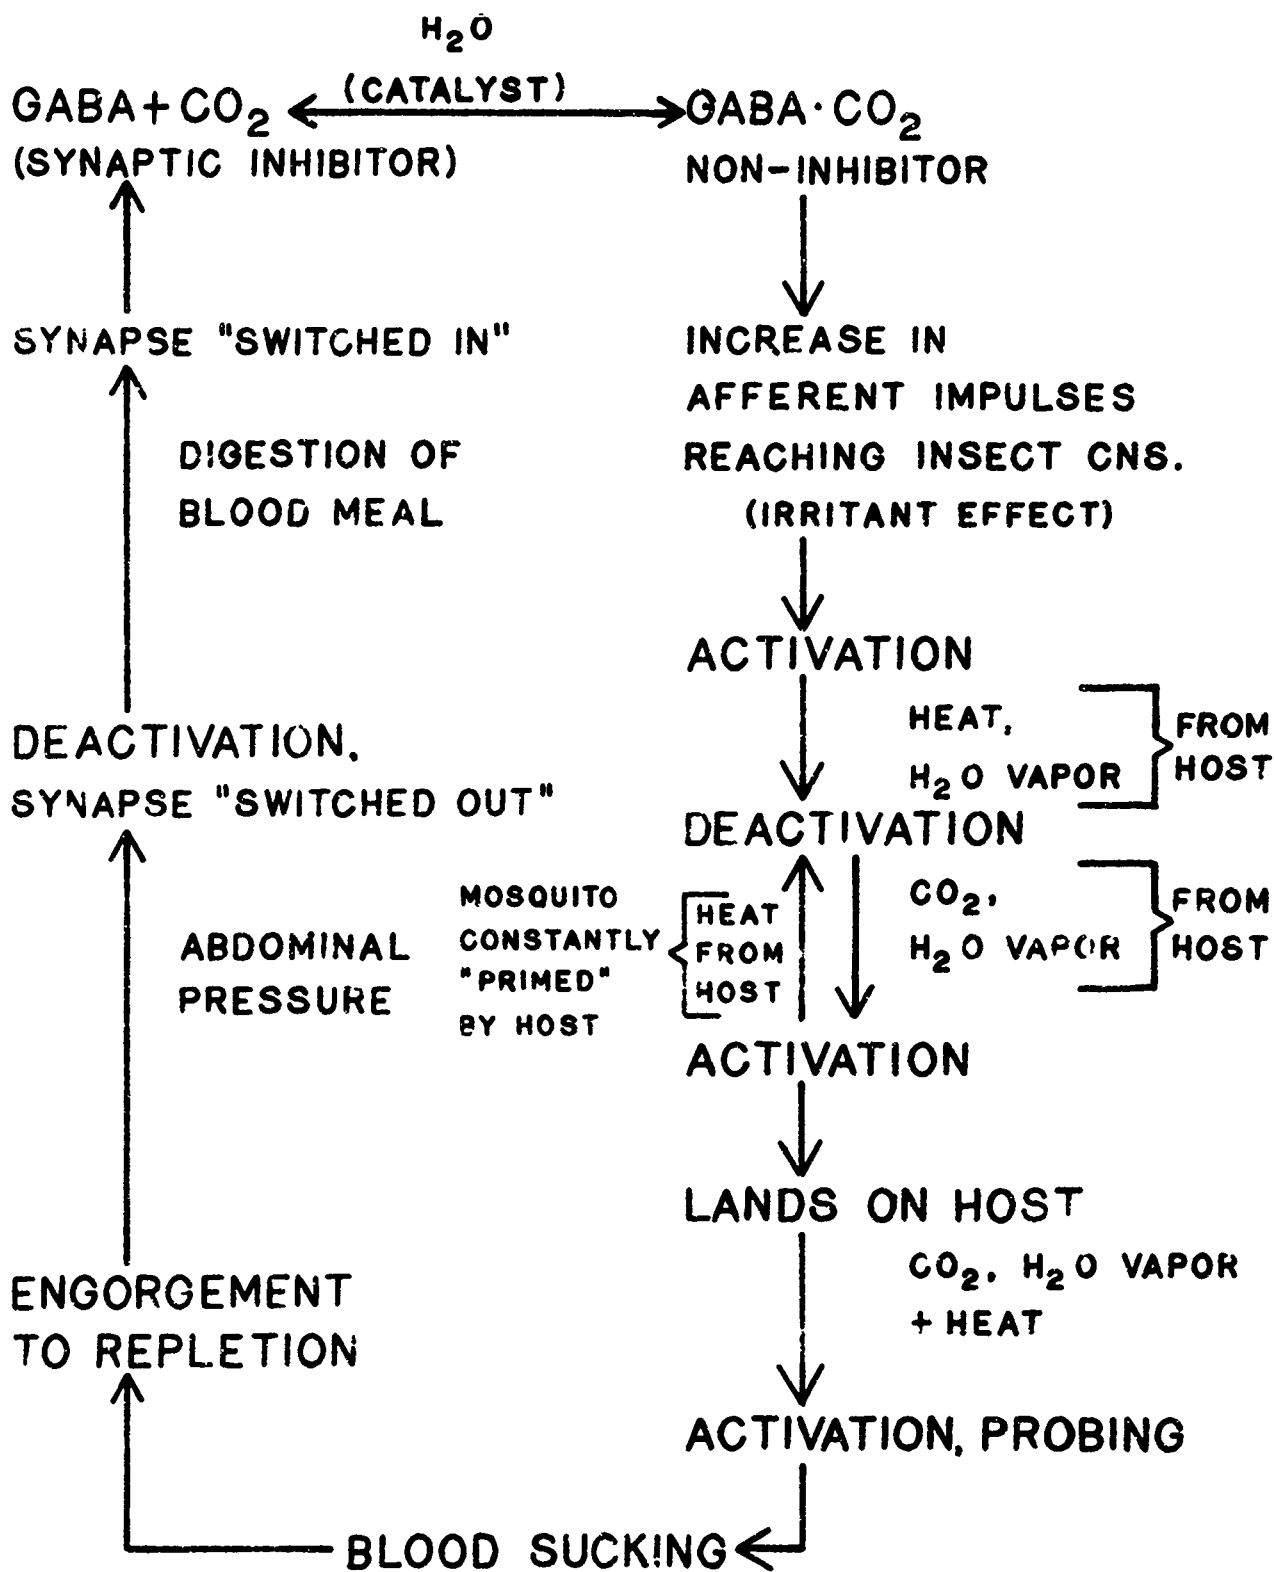 H2O
(CATALYST)
GABA+CO2
GABA·CO2
(SYNAPTIC INHIBITOR)
NON-INHIBITOR
SYNAPSE "SWITCHED IN"
INCREASE IN
AFFERENT IMPULSES
REACHING INSECT CNS.
(IRRITANT EFFECT)
DIGESTION OF
BLOOD MEAL
ACTIVATION
HEAT,
H2O VAPOR
FROM
HOST
DEACTIVATION,
SYNAPSE "SWITCHED OUT"
DEACTIVATION
CO2,
H2O VAPOR
FROM
HOST
MOSQUITO
CONSTANTLY
"PRIMED"
BY HOST
HEAT
FROM
HOST
ABDOMINAL
PRESSURE
ACTIVATION
LANDS ON HOST
CO2, H2O VAPOR
+ HEAT
ENGORGEMENT
TO REPLETION
ACTIVATION, PROBING
BLOOD SUCKING